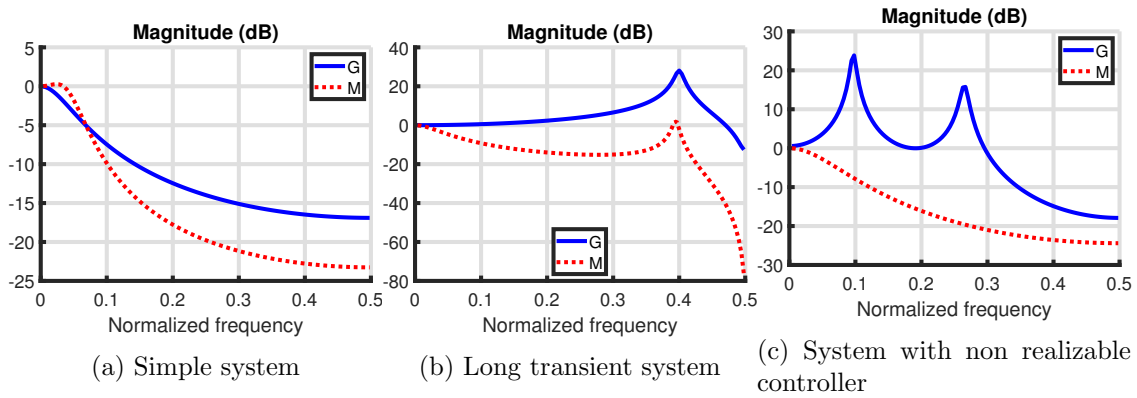 Magnitude (dB)
5
0
-5
-10
-15
-20
-25
0 0.1 0.2 0.3 0.4 0.5
G
M
Normalized frequency
(a) Simple system
Magnitude (dB)
40
20
0
-20
-40
-60
-80
0 0.1 0.2 0.3 0.4 0.5
G
M
Normalized frequency
(b) Long transient system
Magnitude (dB)
30
20
10
0
-10
-20
-30
0 0.1 0.2 0.3 0.4 0.5
G
M
Normalized frequency
(c) System with non realizable
controller